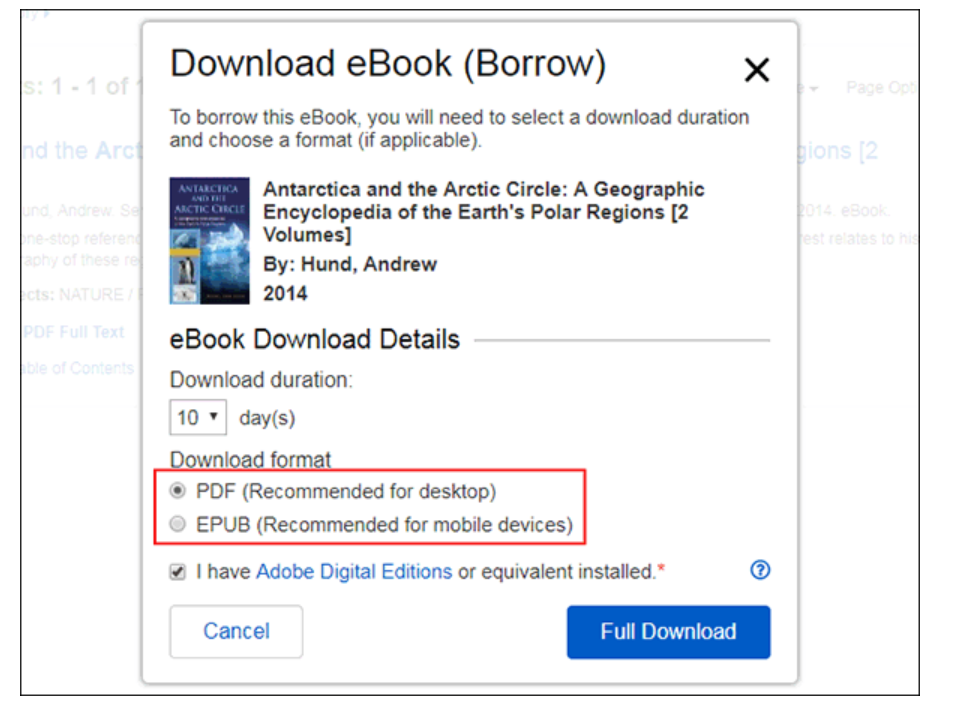 Download eBook (Borrow)
To borrow this eBook, you will need to select a download duration
and choose a format (if applicable).
ANTARCTICA
AND THE
ARCTIC CIRCLE
Antarctica and the Arctic Circle: A Geographic
Encyclopedia of the Earth's Polar Regions [2
Volumes]
By: Hund, Andrew
2014
eBook Download Details
Download duration:
10 day(s)
Download format
PDF (Recommended for desktop)
EPUB (Recommended for mobile devices)
I have Adobe Digital Editions or equivalent installed.*
Cancel
Full Download
s: 1 - 1 of
Page Opti
nd the Arct
gions [2
und, Andrew. Se
2014. eBook.
one-stop referen
rest relates to his
raphy of these re
ects: NATURE /
PDF Full Text
able of Contents